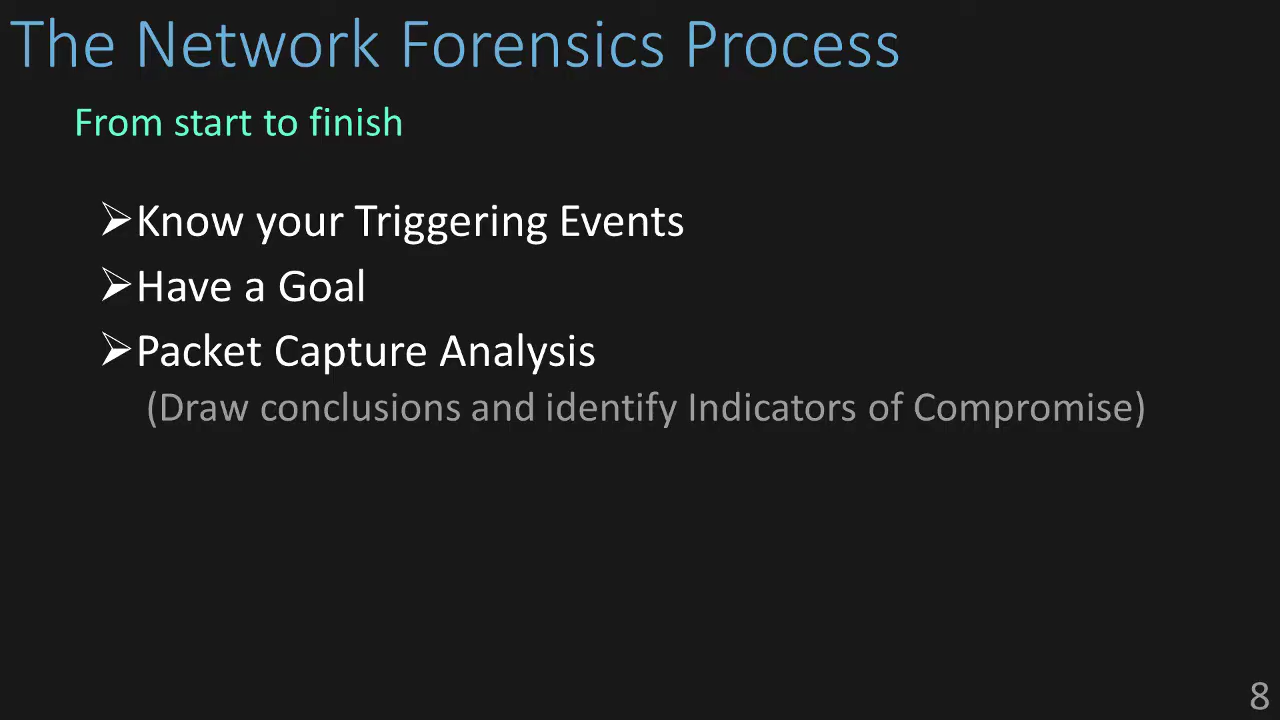 The Network Forensics Process
From start to finish
➢Know your Triggering Events
➢Have a Goal
➢Packet Capture Analysis
(Draw conclusions and identify Indicators of Compromise)
8